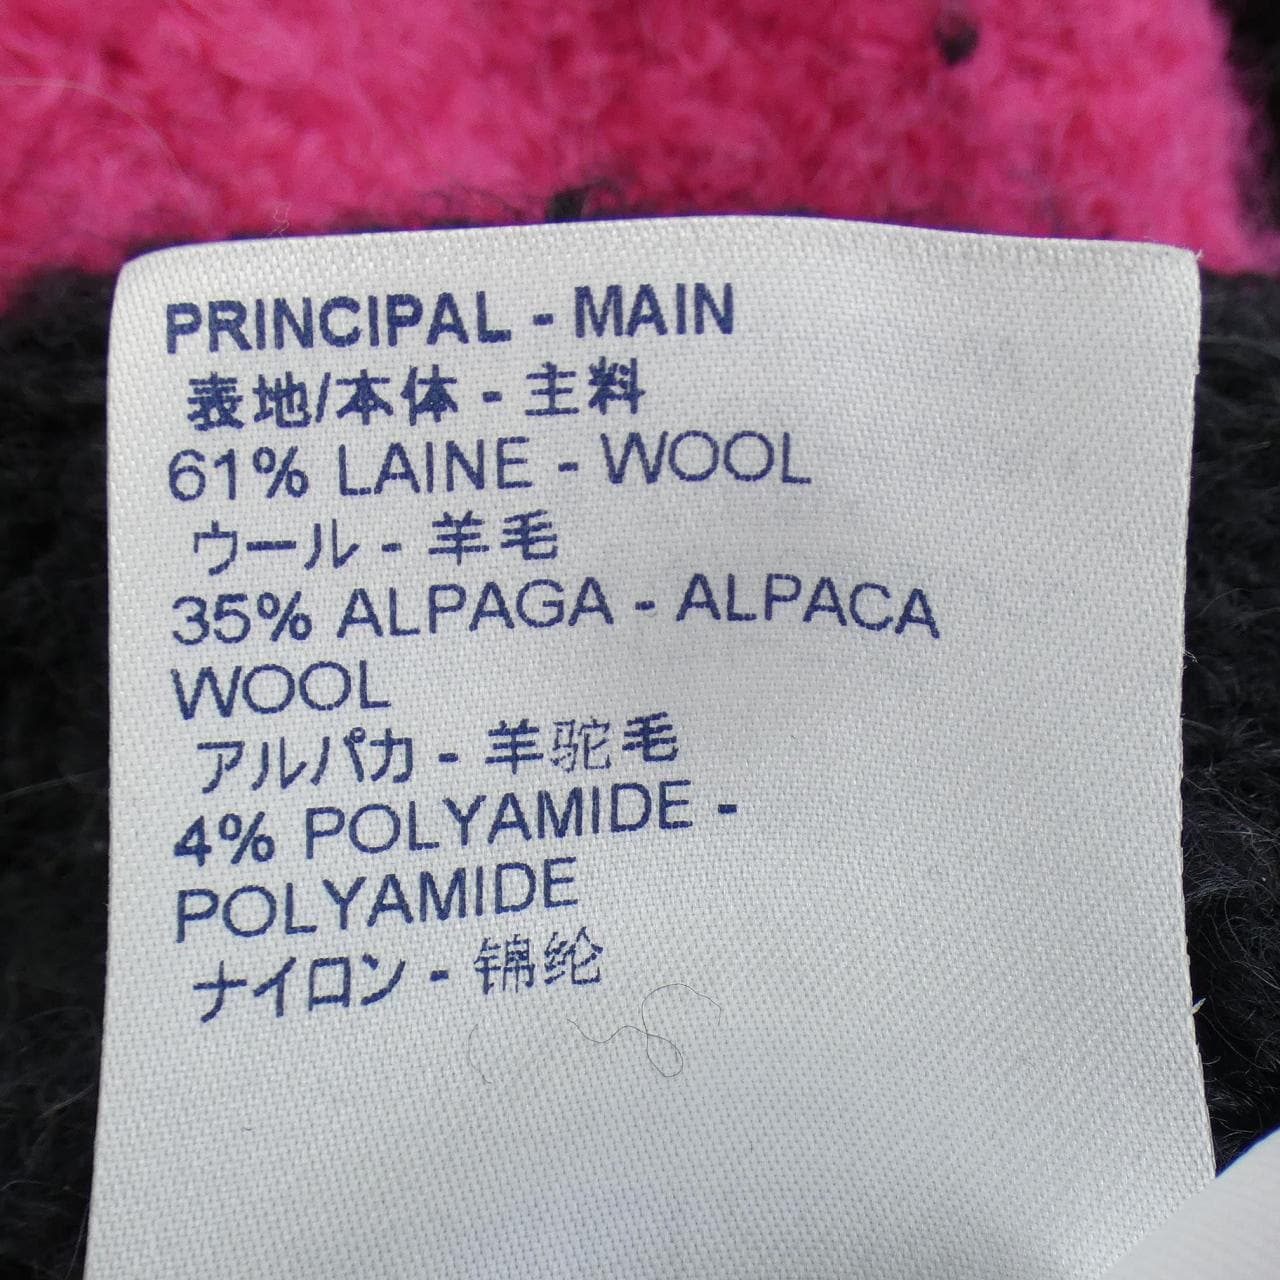 PRINCIPAL - MAIN
表地/本体 - 主料
61% LAINE - WOOL
ウール - 羊毛
35% ALPAGA - ALPACA
WOOL
アルパカ - 羊驼毛
4% POLYAMIDE -
POLYAMIDE
ナイロン - 锦纶